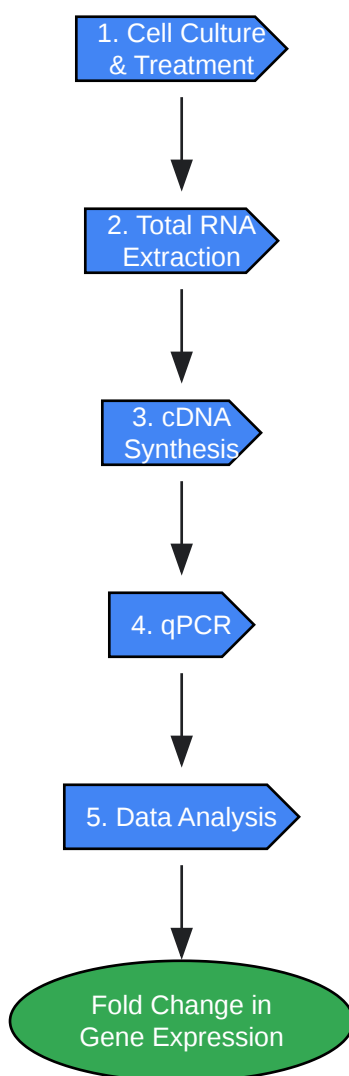 1. Cell Culture
& Treatment
2. Total RNA
Extraction
3. cDNA
Synthesis
4. qPCR
5. Data Analysis
Fold Change in
Gene Expression